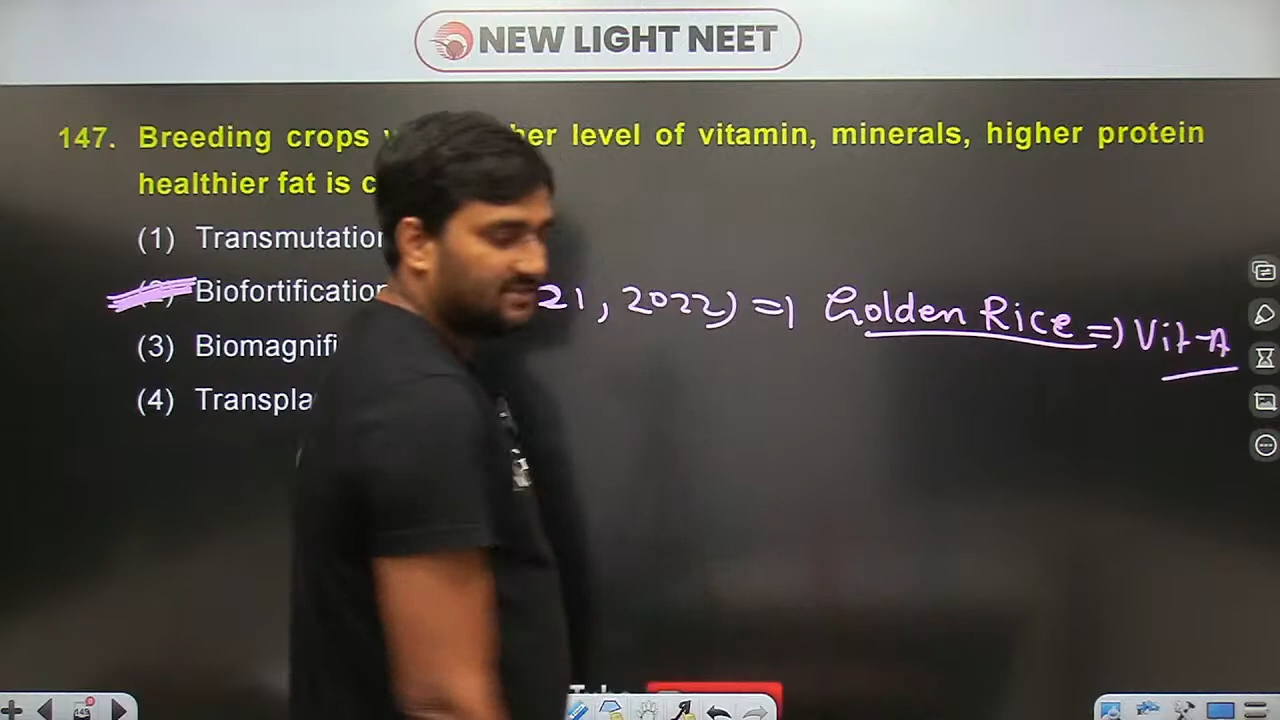 NEW LIGHT NEET
147. Breeding crops her level of vitamin, minerals, higher protein
healthier fat is c
(1) Transmutation
(2) Biofortification 21, 2022) => Golden Rice => Vit-A
(3) Biomagnifi
(4) Transpla